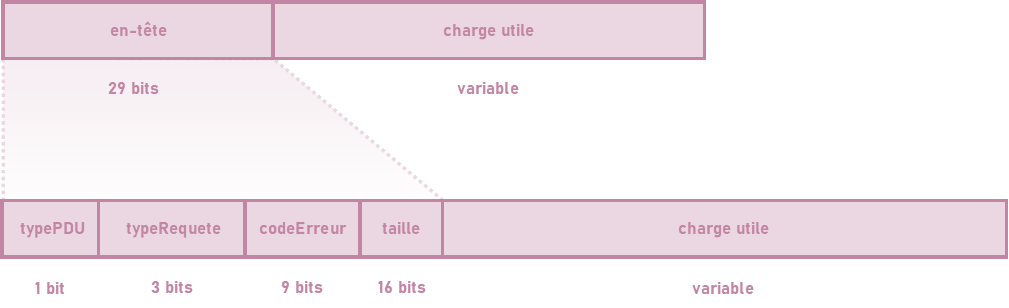 en-tête charge utile
29 bits variable
typePDU typeRequete codeErreur taille charge utile
1 bit 3 bits 9 bits 16 bits variable